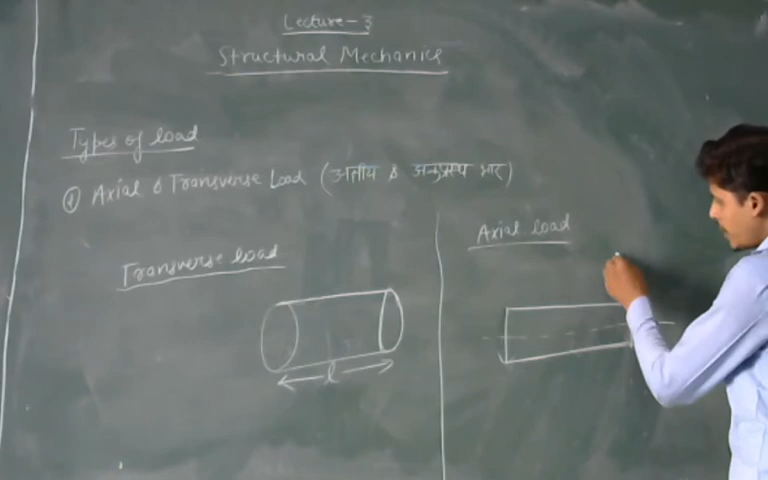 Lecture-3
Structural Mechanics
Types of load
① Axial & Transverse Load (अक्षीय & अनुप्रस्थ भार)
Transverse load
Axial load
l